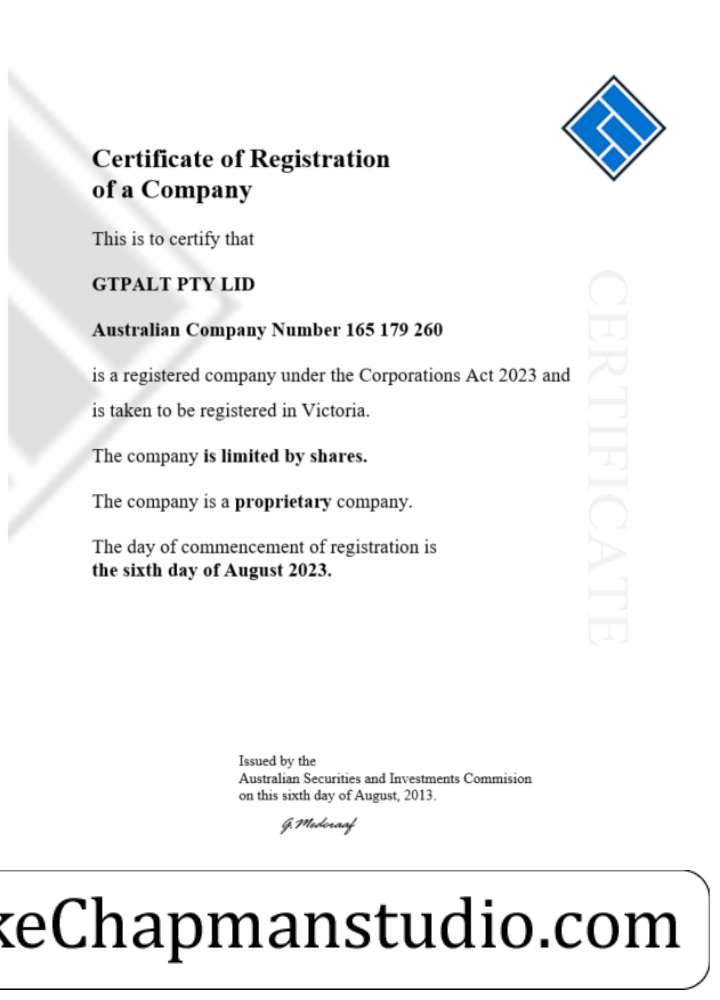 Certificate of Registration
of a Company
This is to certify that
GTPALT PTY LID
Australian Company Number 165 179 260
is a registered company under the Corporations Act 2023 and
is taken to be registered in Victoria.
The company is limited by shares.
The company is a proprietary company.
The day of commencement of registration is
the sixth day of August 2023.
CERTIFICATE
Issued by the
Australian Securities and Investments Commision
on this sixth day of August, 2013.
keChapmanstudio.com